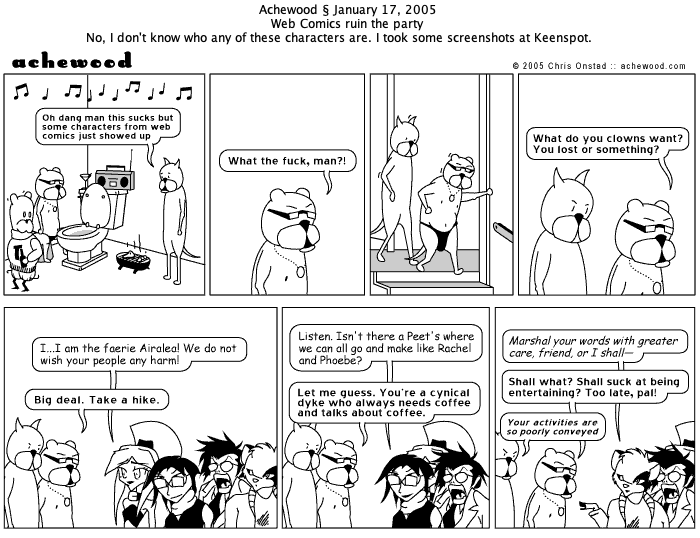 Achewood § January 17, 2005
Web Comics ruin the party
No, I don't know who any of these characters are. I took some screenshots at Keenspot.
achewood
© 2005 Chris Onstad :: achewood.com
Oh dang man this sucks but
some characters from web
comics just showed up
What the fuck, man?!
What do you clowns want?
You lost or something?
I...I am the faerie Airalea! We do not
wish your people any harm!
Big deal. Take a hike.
Listen. Isn't there a Peet's where
we can all go and make like Rachel
and Phoebe?
Let me guess. You're a cynical
dyke who always needs coffee
and talks about coffee.
Marshal your words with greater
care, friend, or I shall—
Shall what? Shall suck at being
entertaining? Too late, pal!
Your activities are
so poorly conveyed